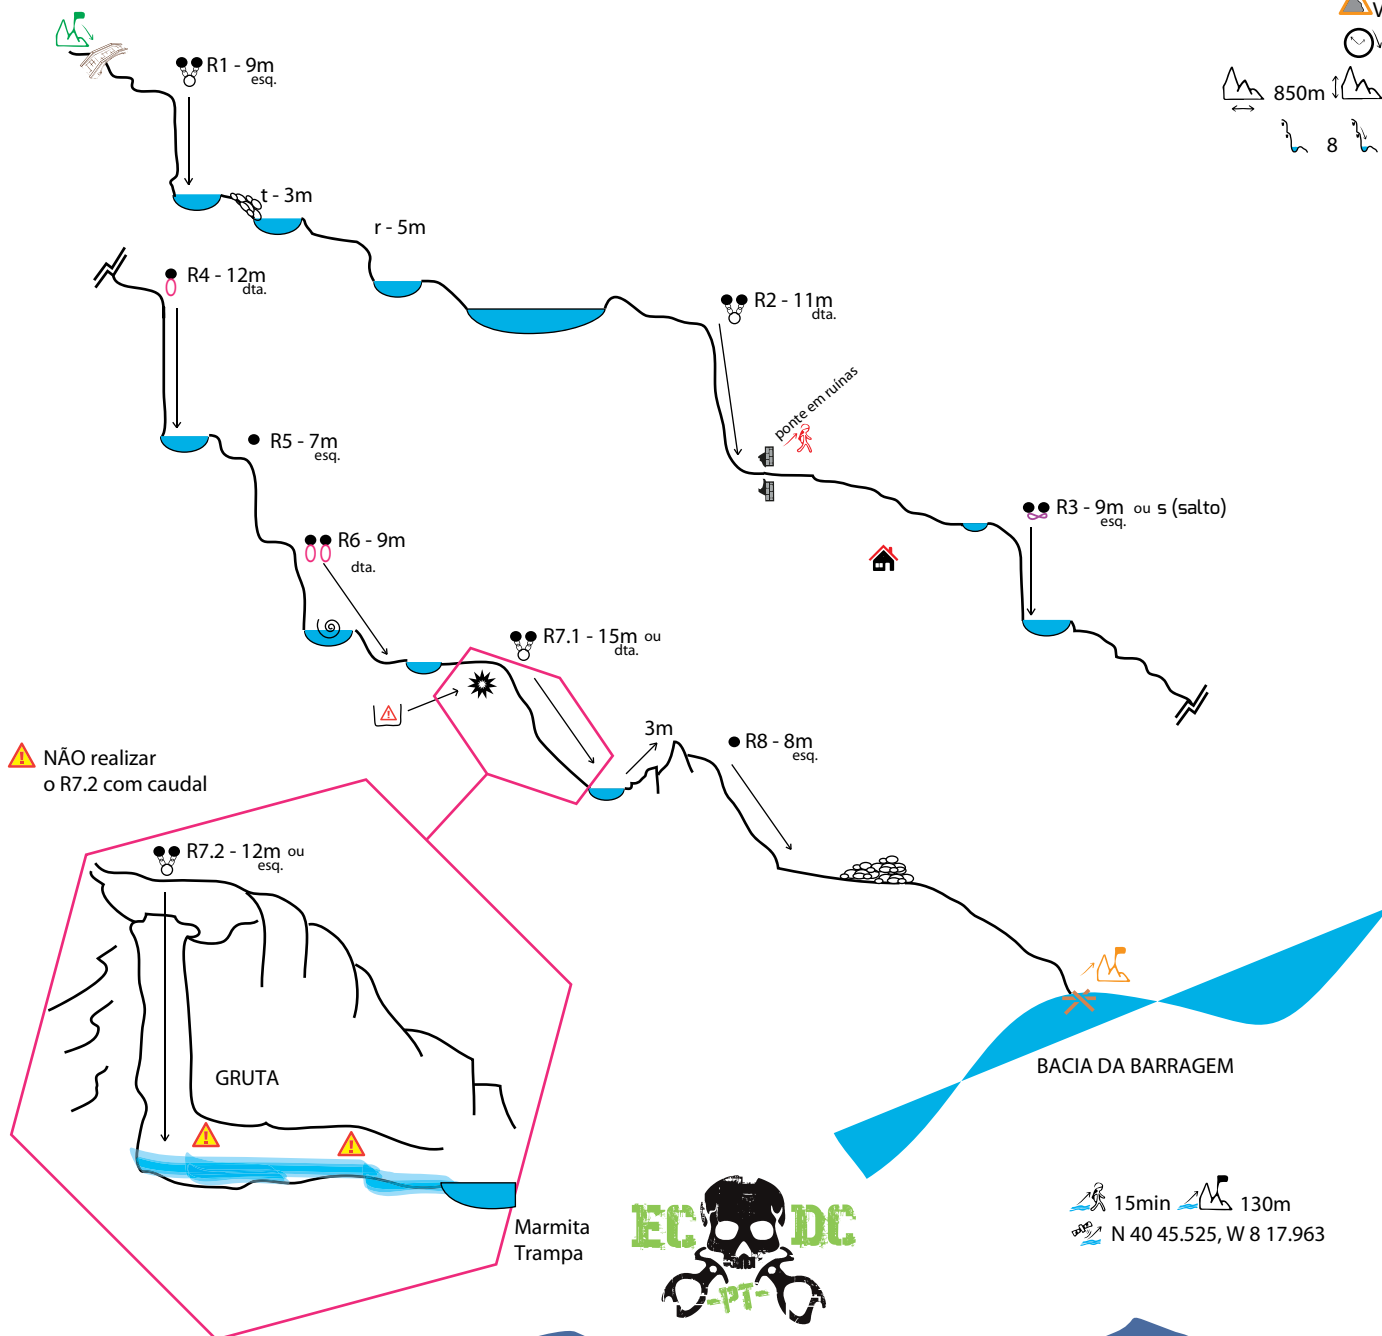 V
R1 - 9m
esq.
850m
8
t - 3m
r - 5m
R4 - 12m
dta.
R2 - 11m
dta.
ponte em ruínas
R5 - 7m
esq.
R3 - 9m ou s (salto)
esq.
R6 - 9m
dta.
R7.1 - 15m ou
dta.
3m
R8 - 8m
esq.
NÃO realizar
o R7.2 com caudal
R7.2 - 12m ou
esq.
GRUTA
BACIA DA BARRAGEM
Marmita
Trampa
EC DC
-PT-
15min 130m
N 40 45.525, W 8 17.963